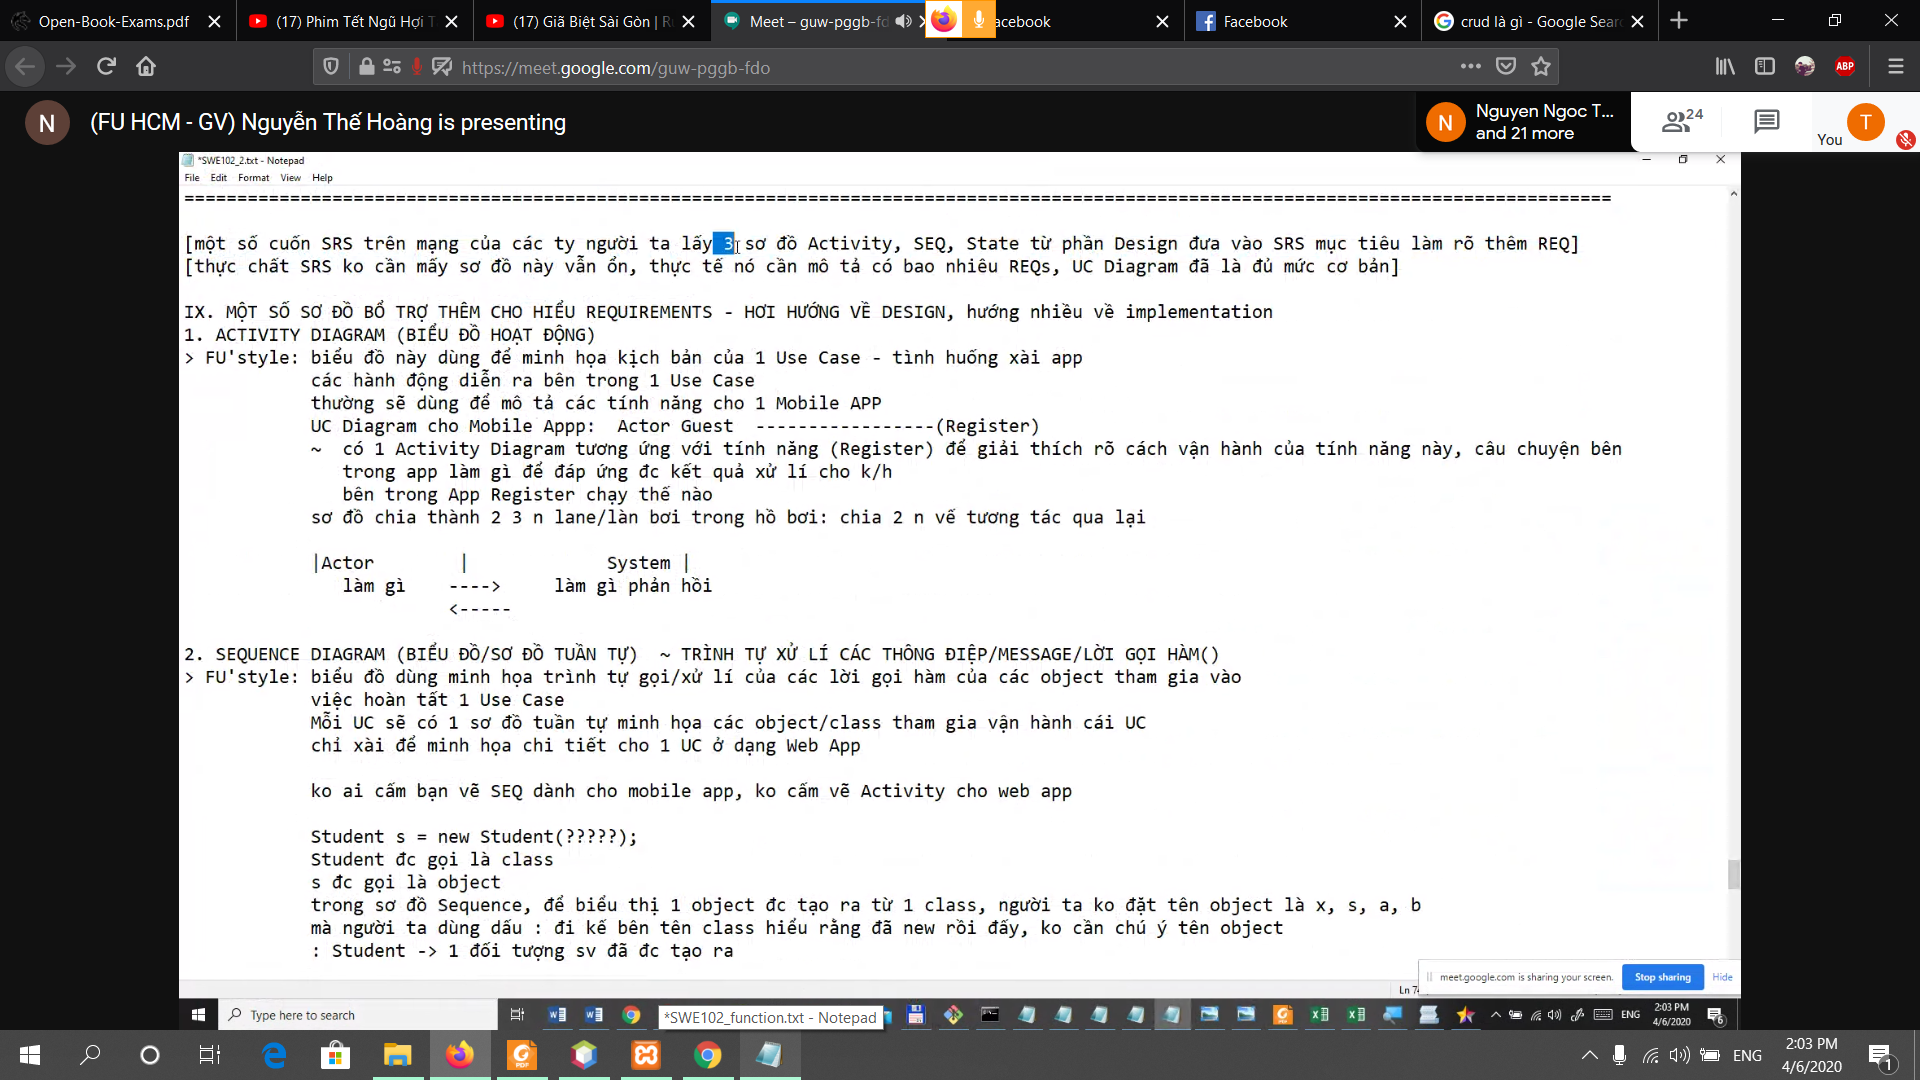 Open-Book-Exams.pdf
(17) Phim Tết Ngũ Hợi T
(17) Giã Biệt Sài Gòn | R
Meet – guw-pggb-fd
acebook
Facebook
crud là gì - Google Sear
https://meet.google.com/guw-pggb-fdo
ABP
N
(FU HCM - GV) Nguyễn Thế Hoàng is presenting
N
Nguyen Ngoc T...
and 21 more
24
You
T
*SWE102_2.txt - Notepad
File Edit Format View Help
=======================================================================================================================================
[một số cuốn SRS trên mạng của các ty người ta lấy 3 sơ đồ Activity, SEQ, State từ phần Design đưa vào SRS mục tiêu làm rõ thêm REQ]
[thực chất SRS ko cần mấy sơ đồ này vẫn ổn, thực tế nó cần mô tả có bao nhiêu REQs, UC Diagram đã là đủ mức cơ bản]
IX. MỘT SỐ SƠ ĐỒ BỔ TRỢ THÊM CHO HIỂU REQUIREMENTS - HƠI HƯỚNG VỀ DESIGN, hướng nhiều về implementation
1. ACTIVITY DIAGRAM (BIỂU ĐỒ HOẠT ĐỘNG)
> FU'style: biểu đồ này dùng để minh họa kịch bản của 1 Use Case - tình huống xài app
các hành động diễn ra bên trong 1 Use Case
thường sẽ dùng để mô tả các tính năng cho 1 Mobile APP
UC Diagram cho Mobile Appp: Actor Guest -----------------(Register)
~ có 1 Activity Diagram tương ứng với tính năng (Register) để giải thích rõ cách vận hành của tính năng này, câu chuyện bên
trong app làm gì để đáp ứng đc kết quả xử lí cho k/h
bên trong App Register chạy thế nào
sơ đồ chia thành 2 3 n lane/làn bơi trong hồ bơi: chia 2 n vế tương tác qua lại
|Actor | System |
làm gì ----> làm gì phản hồi
<-----
2. SEQUENCE DIAGRAM (BIỂU ĐỒ/SƠ ĐỒ TUẦN TỰ) ~ TRÌNH TỰ XỬ LÍ CÁC THÔNG ĐIỆP/MESSAGE/LỜI GỌI HÀM()
> FU'style: biểu đồ dùng minh họa trình tự gọi/xử lí của các lời gọi hàm của các object tham gia vào
việc hoàn tất 1 Use Case
Mỗi UC sẽ có 1 sơ đồ tuần tự minh họa các object/class tham gia vận hành cái UC
chỉ xài để minh họa chi tiết cho 1 UC ở dạng Web App
ko ai cấm bạn vẽ SEQ dành cho mobile app, ko cấm vẽ Activity cho web app
Student s = new Student(?????);
Student đc gọi là class
s đc gọi là object
trong sơ đồ Sequence, để biểu thị 1 object đc tạo ra từ 1 class, người ta ko đặt tên object là x, s, a, b
mà người ta dùng dấu : đi kế bên tên class hiểu rằng đã new rồi đấy, ko cần chú ý tên object
: Student -> 1 đối tượng sv đã đc tạo ra
meet.google.com is sharing your screen. Stop sharing Hide
Ln 74
Type here to search
*SWE102_function.txt - Notepad
ENG
2:03 PM
4/6/2020
6
ENG
2:03 PM
4/6/2020
1